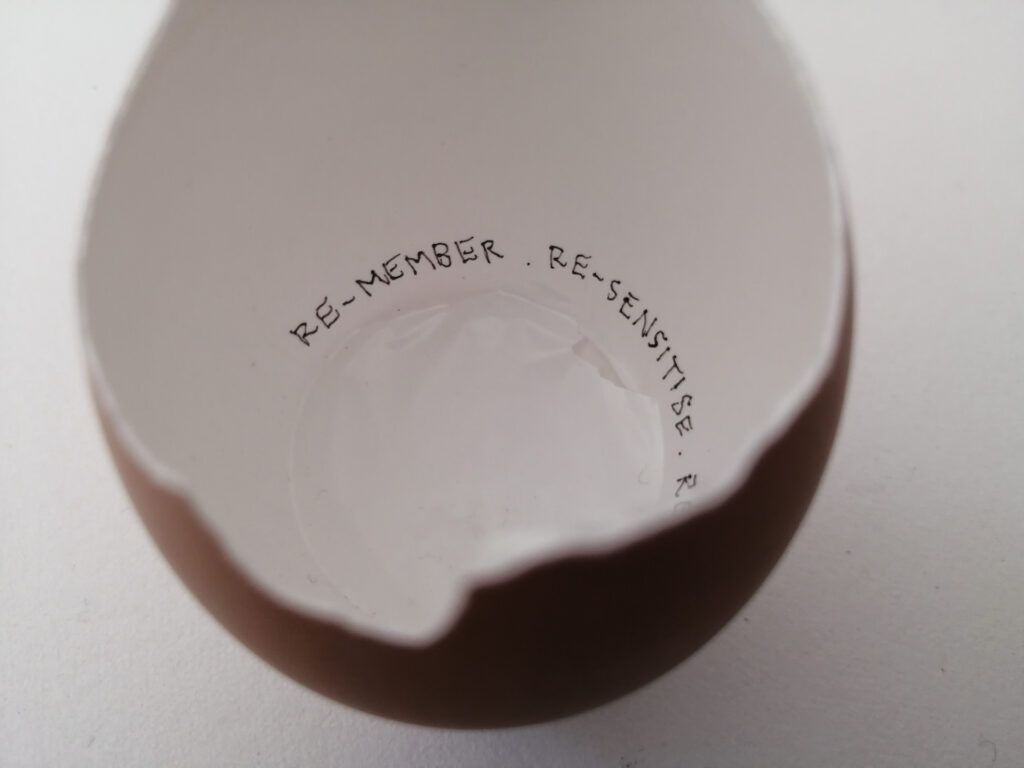 RE-MEMBER . RE-SENSITISE .